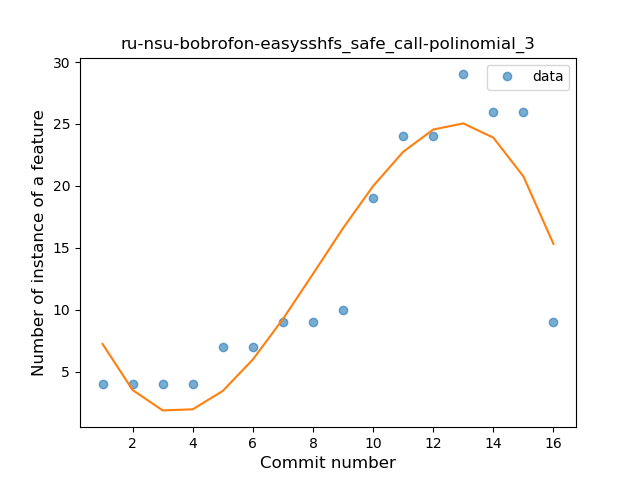 ru-nsu-bobrofon-easysshfs_safe_call-polinomial_3
data
Number of instance of a feature
30
25
20
15
10
5
2 4 6 8 10 12 14 16
Commit number